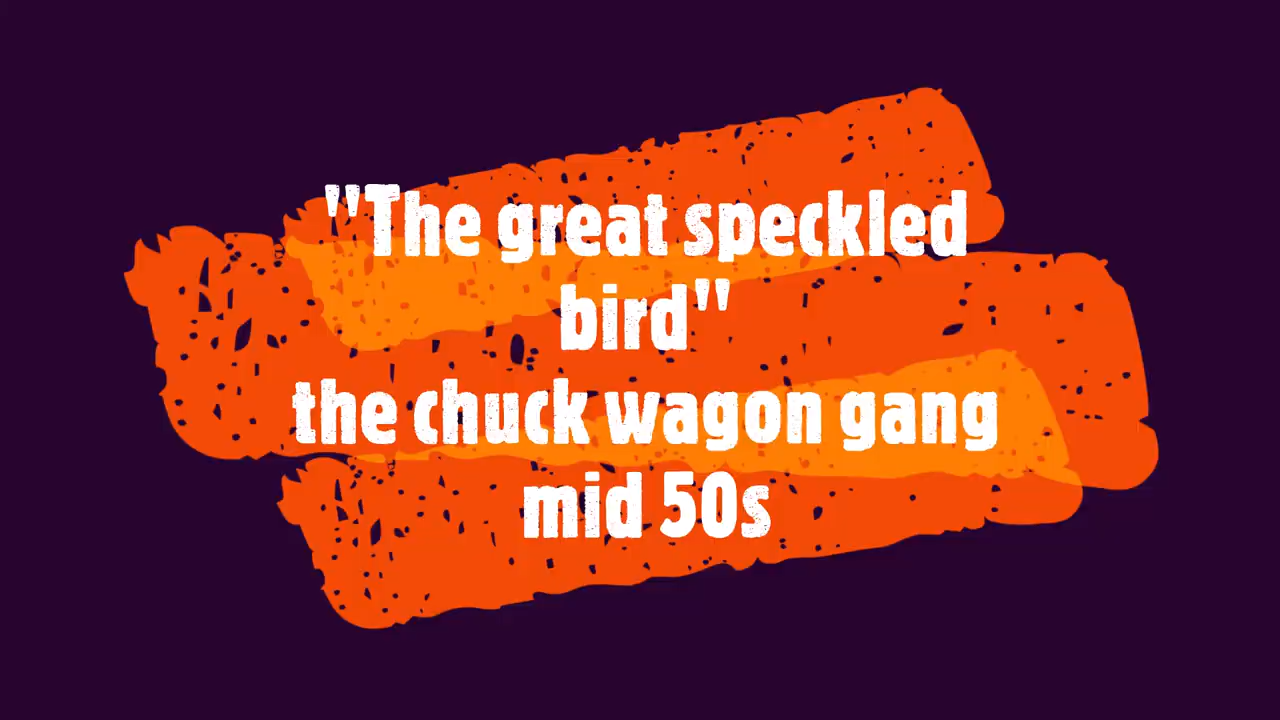 "The great speckled
bird"
the chuck wagon gang
mid 50s